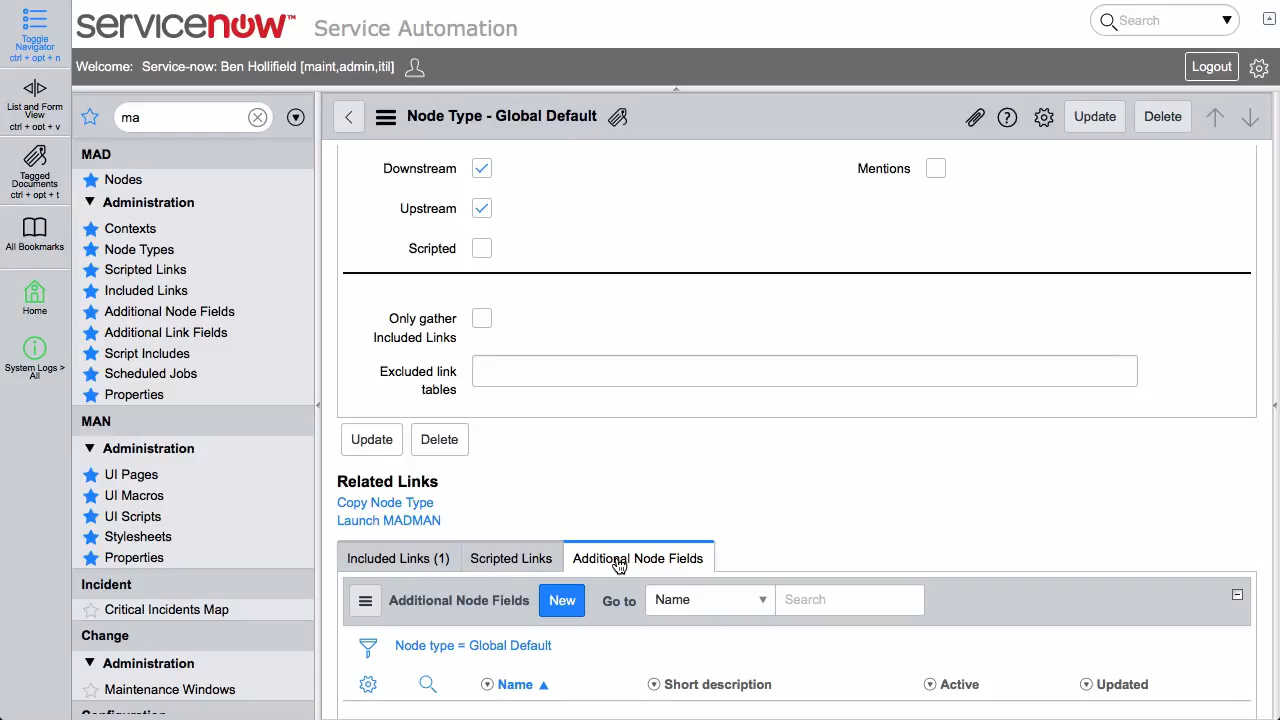 Toggle
Navigator
ctrl + opt + n
List and Form
View
ctrl + opt + v
Tagged
Documents
ctrl + opt + t
All Bookmarks
Home
System Logs >
All
servicenow™ Service Automation
Search
Welcome: Service-now: Ben Hollifield [maint,admin,itil]
Logout
ma
MAD
Nodes
Administration
Contexts
Node Types
Scripted Links
Included Links
Additional Node Fields
Additional Link Fields
Script Includes
Scheduled Jobs
Properties
MAN
Administration
UI Pages
UI Macros
UI Scripts
Stylesheets
Properties
Incident
Critical Incidents Map
Change
Administration
Maintenance Windows
Configuration
Node Type - Global Default
Update
Delete
Downstream
Mentions
Upstream
Scripted
Only gather
Included Links
Excluded link
tables
Update
Delete
Related Links
Copy Node Type
Launch MADMAN
Included Links (1)
Scripted Links
Additional Node Fields
Additional Node Fields
New
Go to
Name
Search
Node type = Global Default
Name
Short description
Active
Updated